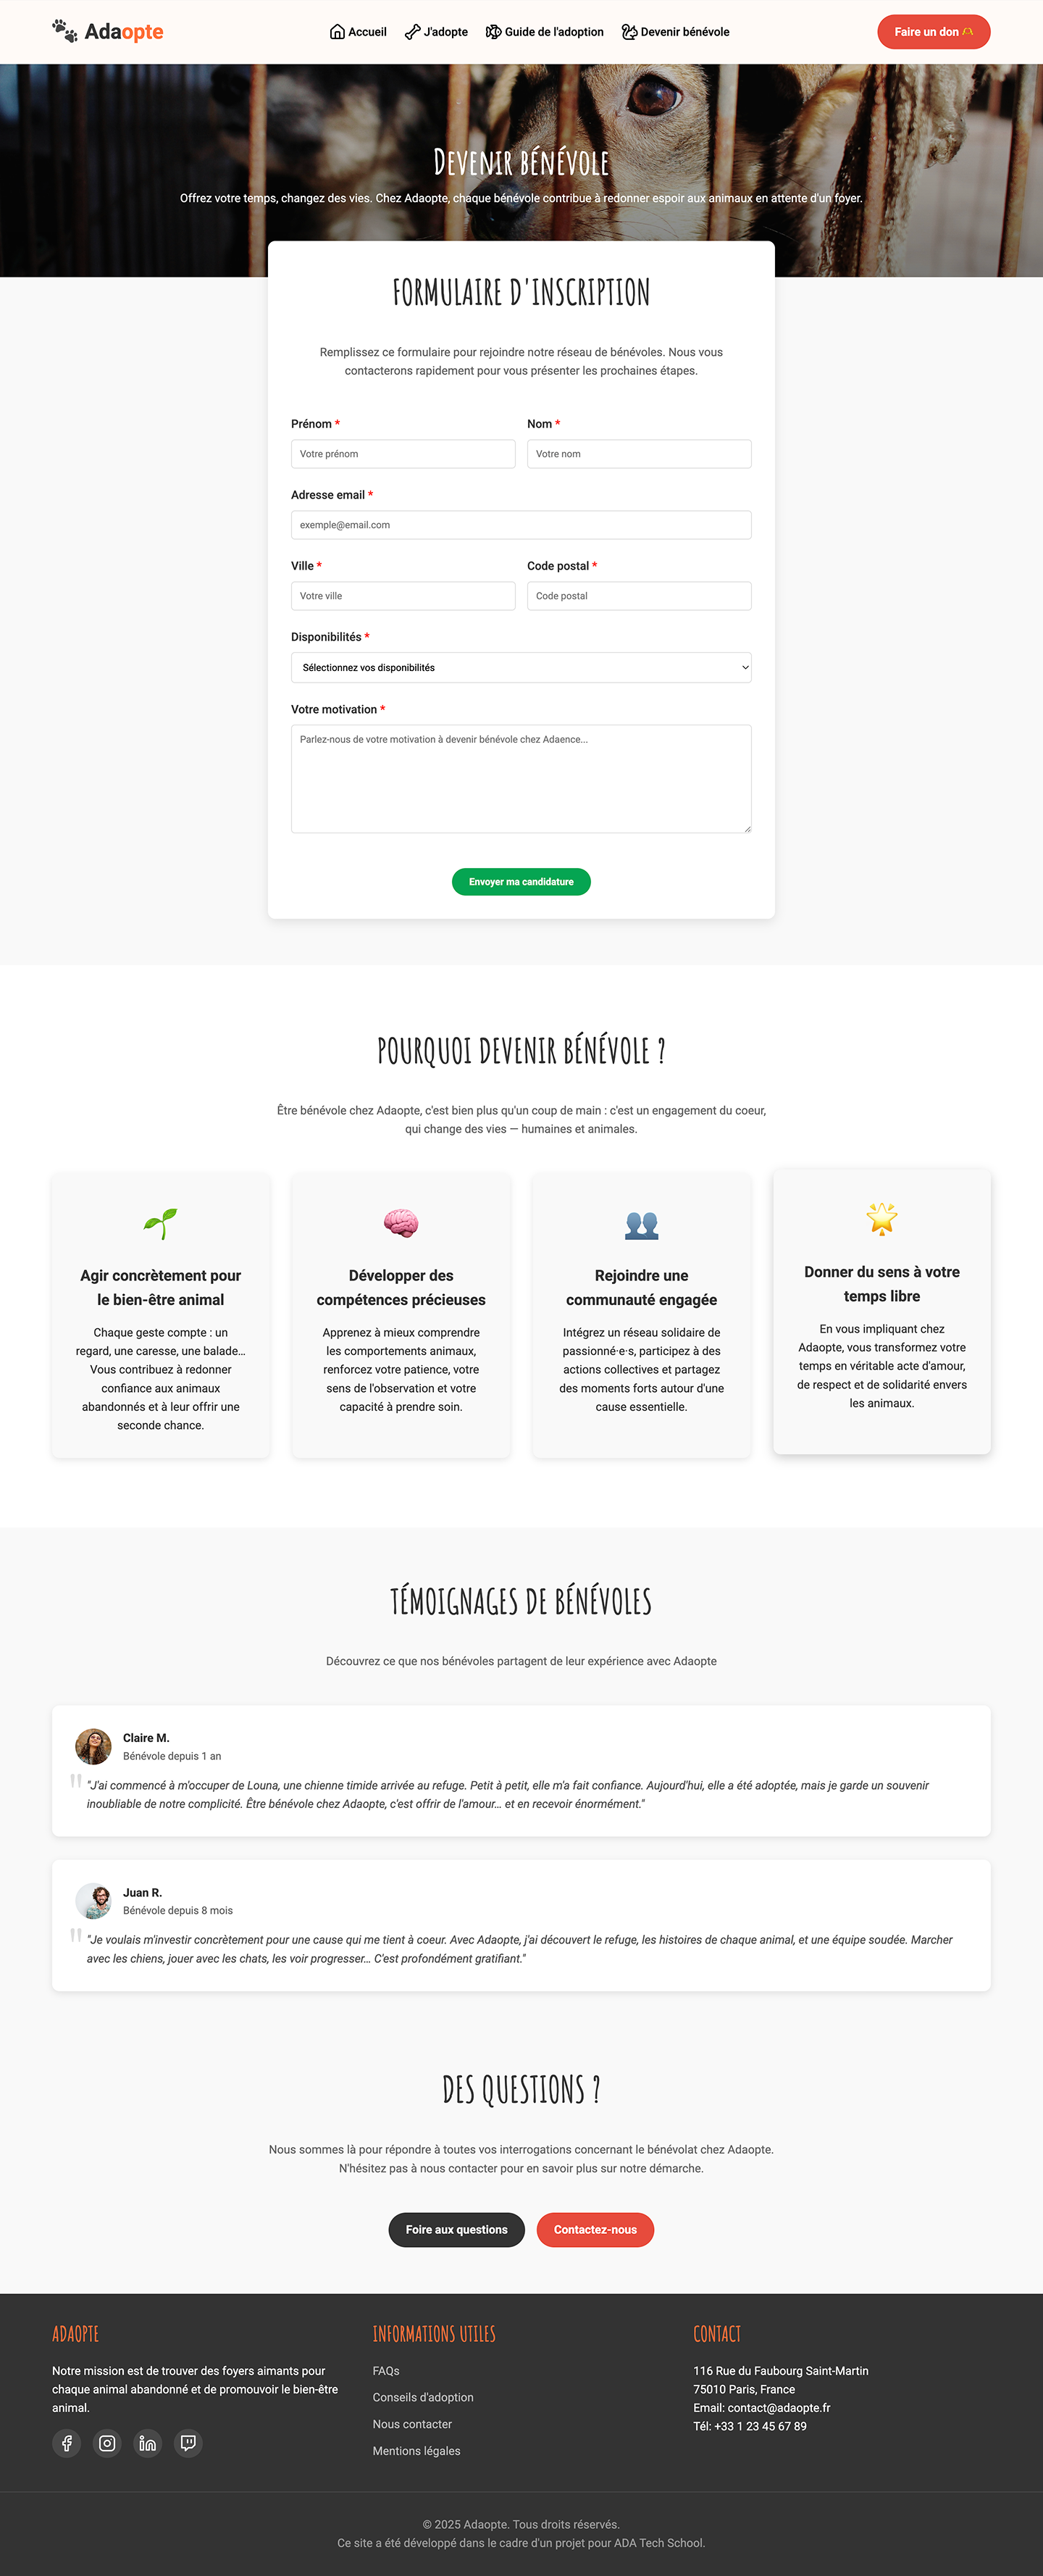 Adaopte
Accueil
J'adopte
Guide de l'adoption
Devenir bénévole
Faire un don
Devenir bénévole
Offrez votre temps, changez des vies. Chez Adaopte, chaque bénévole contribue à redonner espoir aux animaux en attente d'un foyer.
FORMULAIRE D'INSCRIPTION
Remplissez ce formulaire pour rejoindre notre réseau de bénévoles. Nous vous
contacterons rapidement pour vous présenter les prochaines étapes.
Prénom *
Nom *
Votre prénom
Votre nom
Adresse email *
exemple@email.com
Ville *
Code postal *
Votre ville
Code postal
Disponibilités *
Sélectionnez vos disponibilités
Votre motivation *
Parlez-nous de votre motivation à devenir bénévole chez Adaence...
Envoyer ma candidature
POURQUOI DEVENIR BÉNÉVOLE ?
Être bénévole chez Adaopte, c'est bien plus qu'un coup de main : c'est un engagement du coeur,
qui change des vies — humaines et animales.
Agir concrètement pour
le bien-être animal
Chaque geste compte : un
regard, une caresse, une balade…
Vous contribuez à redonner
confiance aux animaux
abandonnés et à leur offrir une
seconde chance.
Développer des
compétences précieuses
Apprenez à mieux comprendre
les comportements animaux,
renforcez votre patience, votre
sens de l'observation et votre
capacité à prendre soin.
Rejoindre une
communauté engagée
Intégrez un réseau solidaire de
passionné·e·s, participez à des
actions collectives et partagez
des moments forts autour d'une
cause essentielle.
Donner du sens à votre
temps libre
En vous impliquant chez
Adaopte, vous transformez votre
temps en véritable acte d'amour,
de respect et de solidarité envers
les animaux.
TÉMOIGNAGES DE BÉNÉVOLES
Découvrez ce que nos bénévoles partagent de leur expérience avec Adaopte
Claire M.
Bénévole depuis 1 an
"J'ai commencé à m'occuper de Louna, une chienne timide arrivée au refuge. Petit à petit, elle m'a fait confiance. Aujourd'hui, elle a été adoptée, mais je garde un souvenir
inoubliable de notre complicité. Être bénévole chez Adaopte, c'est offrir de l'amour… et en recevoir énormément."
Juan R.
Bénévole depuis 8 mois
"Je voulais m'investir concrètement pour une cause qui me tient à coeur. Avec Adaopte, j'ai découvert le refuge, les histoires de chaque animal, et une équipe soudée. Marcher
avec les chiens, jouer avec les chats, les voir progresser… C'est profondément gratifiant."
DES QUESTIONS ?
Nous sommes là pour répondre à toutes vos interrogations concernant le bénévolat chez Adaopte.
N'hésitez pas à nous contacter pour en savoir plus sur notre démarche.
Foire aux questions
Contactez-nous
ADAOPTE
Notre mission est de trouver des foyers aimants pour
chaque animal abandonné et de promouvoir le bien-être
animal.
INFORMATIONS UTILES
FAQs
Conseils d'adoption
Nous contacter
Mentions légales
CONTACT
116 Rue du Faubourg Saint-Martin
75010 Paris, France
Email: contact@adaopte.fr
Tél: +33 1 23 45 67 89
© 2025 Adaopte. Tous droits réservés.
Ce site a été développé dans le cadre d'un projet pour ADA Tech School.